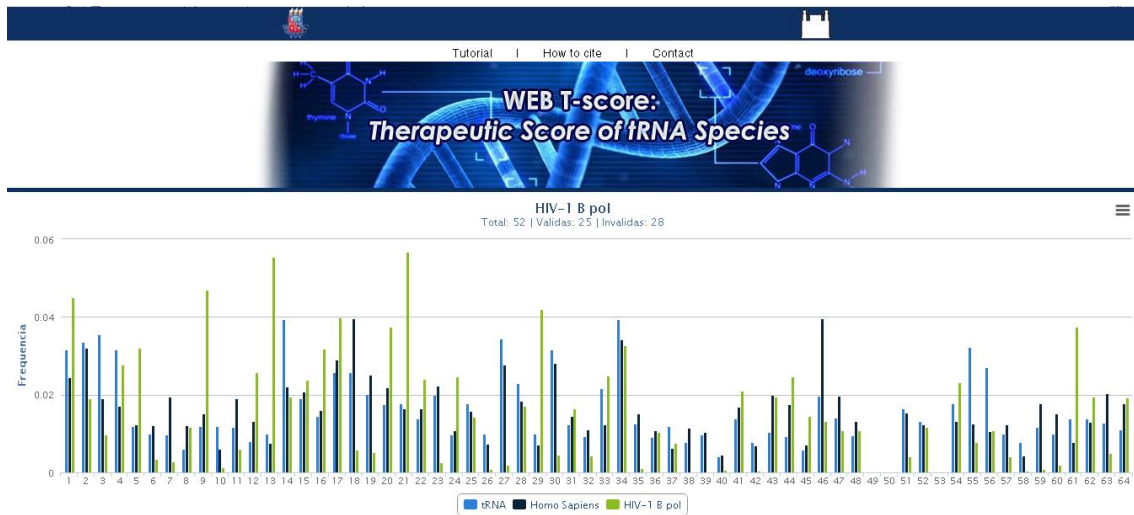 Tutorial | How to cite | Contact
thymine
ribose
deoxyribose
WEB T-score:
Therapeutic Score of tRNA Species
HIV-1 B pol
Total: 52 | Validas: 25 | Invalidas: 28
Frequencia
0.06
0.04
0.02
0
1 2 3 4 5 6 7 8 9 10 11 12 13 14 15 16 17 18 19 20 21 22 23 24 25 26 27 28 29 30 31 32 33 34 35 36 37 38 39 40 41 42 43 44 45 46 47 48 49 50 51 52 53 54 55 56 57 58 59 60 61 62 63 64
tRNA Homo Sapiens HIV-1 B pol